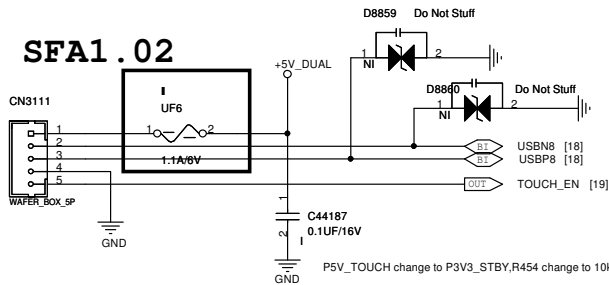 D8859 Do Not Stuff
SFA1.02
1 2
NI
+5V_DUAL
D8860 Do Not Stuff
CN3111
I
UF6
1 2
NI
1 1 2
2 USBN8 [18]
BI
3 1.1A/6V USBP8 [18]
BI
4
5 OUT TOUCH_EN [19]
WAFER_BOX_5P
1
C44187
0.1UF/16V
2 I
GND
GND
P5V_TOUCH change to P3V3_STBY,R454 change to 10